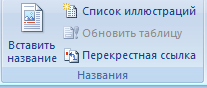 Вставить название
Список иллюстраций
Обновить таблицу
Перекрестная ссылка
Названия